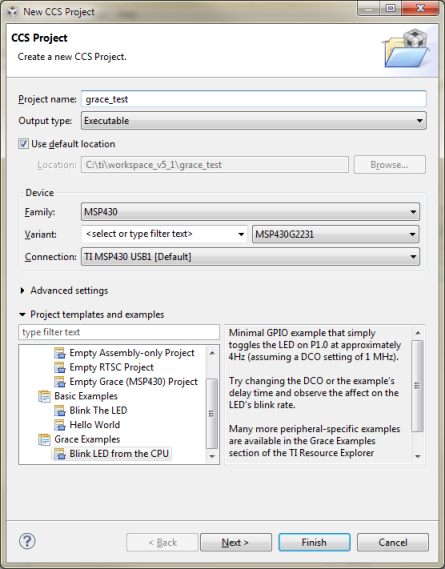 New CCS Project
CCS Project
Create a new CCS Project.
Project name: grace_test
Output type: Executable
Use default location
Location: C:\ti\workspace_v5_1\grace_test Browse...
Device
Family: MSP430
Variant: <select or type filter text> MSP430G2231
Connection: TI MSP430 USB1 [Default]
Advanced settings
Project templates and examples
type filter text
Empty Assembly-only Project
Empty RTSC Project
Empty Grace (MSP430) Project
Basic Examples
Blink The LED
Hello World
Grace Examples
Blink LED from the CPU
Minimal GPIO example that simply
toggles the LED on P1.0 at approximately
4Hz (assuming a DCO setting of 1 MHz).
Try changing the DCO or the example's
delay time and observe the affect on
the LED's blink rate.
Many more peripheral-specific examples
are available in the Grace Examples
section of the TI Resource Explorer
? < Back Next > Finish Cancel